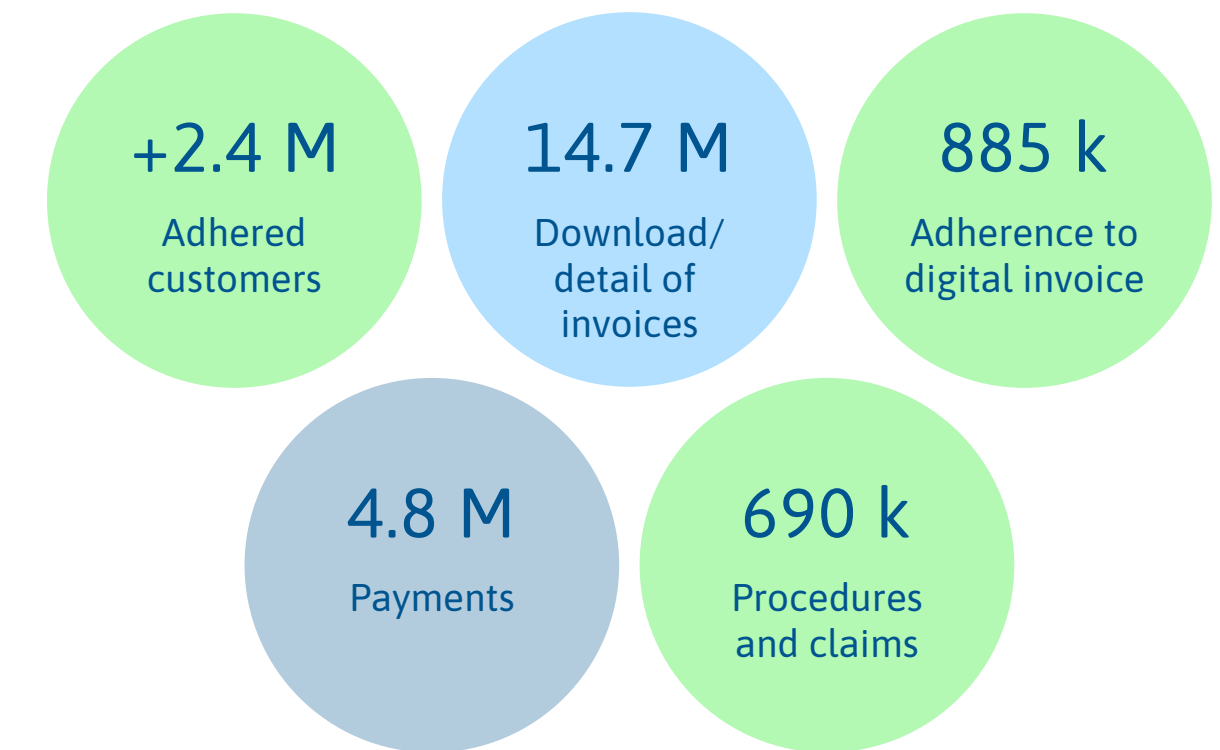 +2.4 M
Adhered
customers
14.7 M
Download/
detail of
invoices
885 k
Adherence to
digital invoice
4.8 M
Payments
690 k
Procedures
and claims